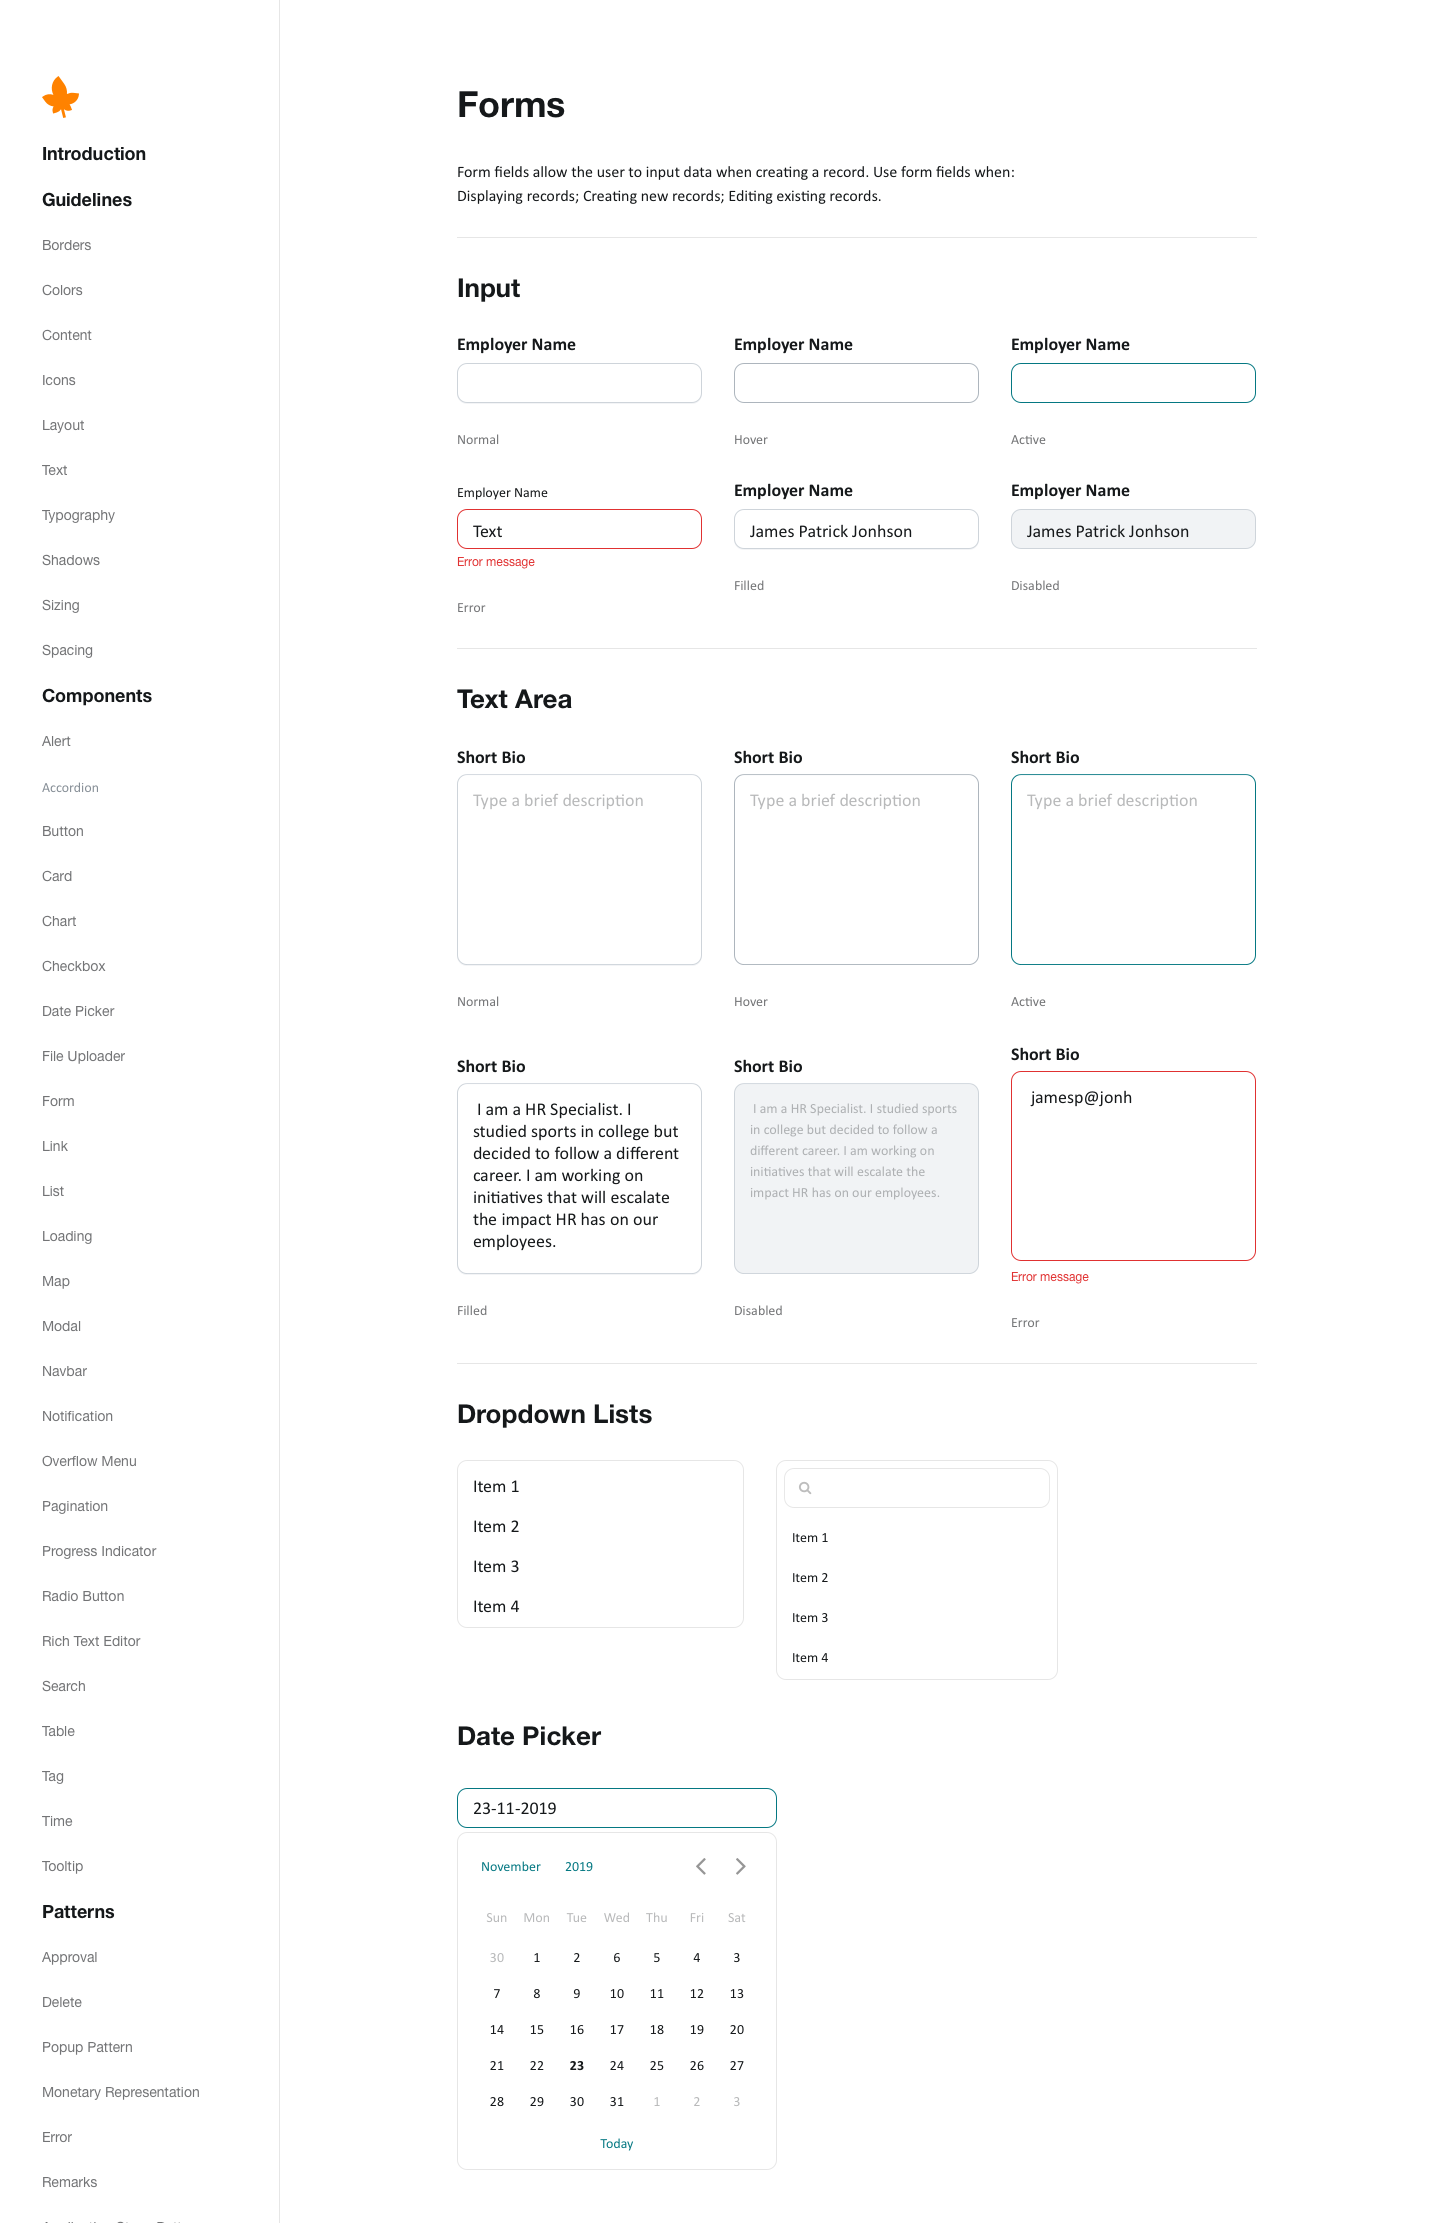 Introduction
Guidelines
Borders
Colors
Content
Icons
Layout
Text
Typography
Shadows
Sizing
Spacing
Components
Alert
Accordion
Button
Card
Chart
Checkbox
Date Picker
File Uploader
Form
Link
List
Loading
Map
Modal
Navbar
Notification
Overflow Menu
Pagination
Progress Indicator
Radio Button
Rich Text Editor
Search
Table
Tag
Time
Tooltip
Patterns
Approval
Delete
Popup Pattern
Monetary Representation
Error
Remarks
Forms
Form fields allow the user to input data when creating a record. Use form fields when:
Displaying records; Creating new records; Editing existing records.
Input
Employer Name Employer Name Employer Name
Normal Hover Active
Employer Name Employer Name Employer Name
Text James Patrick Jonhson James Patrick Jonhson
Error message
Filled Disabled
Error
Text Area
Short Bio Short Bio Short Bio
Type a brief description Type a brief description Type a brief description
Normal Hover Active
Short Bio
I am a HR Specialist. I
studied sports in college but
decided to follow a different
career. I am working on
initiatives that will escalate
the impact HR has on our
employees.
Filled
Short Bio
I am a HR Specialist. I studied sports
in college but decided to follow a
different career. I am working on
initiatives that will escalate the
impact HR has on our employees.
Disabled
Short Bio
jamesp@jonh
Error message
Error
Dropdown Lists
Item 1
Item 2
Item 3
Item 4
Item 1
Item 2
Item 3
Item 4
Date Picker
23-11-2019
November 2019
Sun Mon Tue Wed Thu Fri Sat
30 1 2 6 5 4 3
7 8 9 10 11 12 13
14 15 16 17 18 19 20
21 22 23 24 25 26 27
28 29 30 31 1 2 3
Today